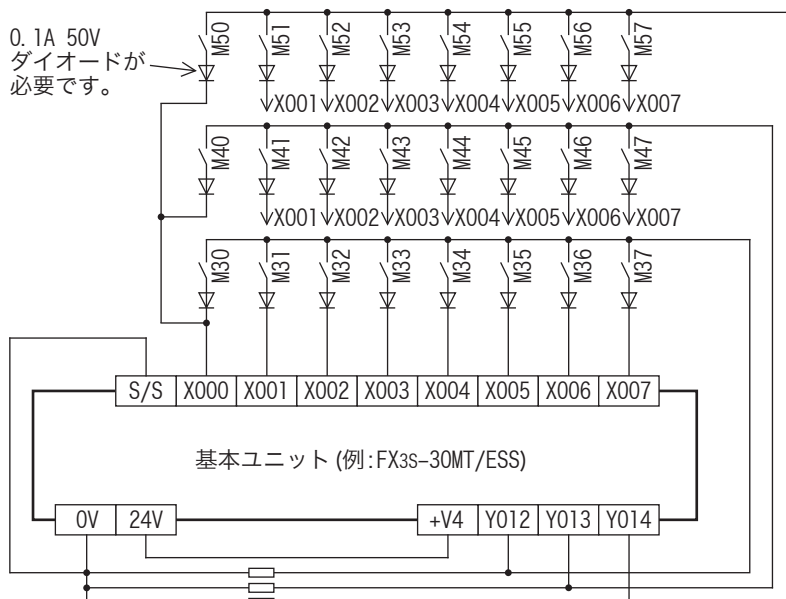 0.1A 50V
ダイオードが
必要です。
M50 M51 M52 M53 M54 M55 M56 M57
X001 X002 X003 X004 X005 X006 X007
M40 M41 M42 M43 M44 M45 M46 M47
X001 X002 X003 X004 X005 X006 X007
M30 M31 M32 M33 M34 M35 M36 M37
S/S X000 X001 X002 X003 X004 X005 X006 X007
基本ユニット (例:FX3S-30MT/ESS)
0V 24V +V4 Y012 Y013 Y014